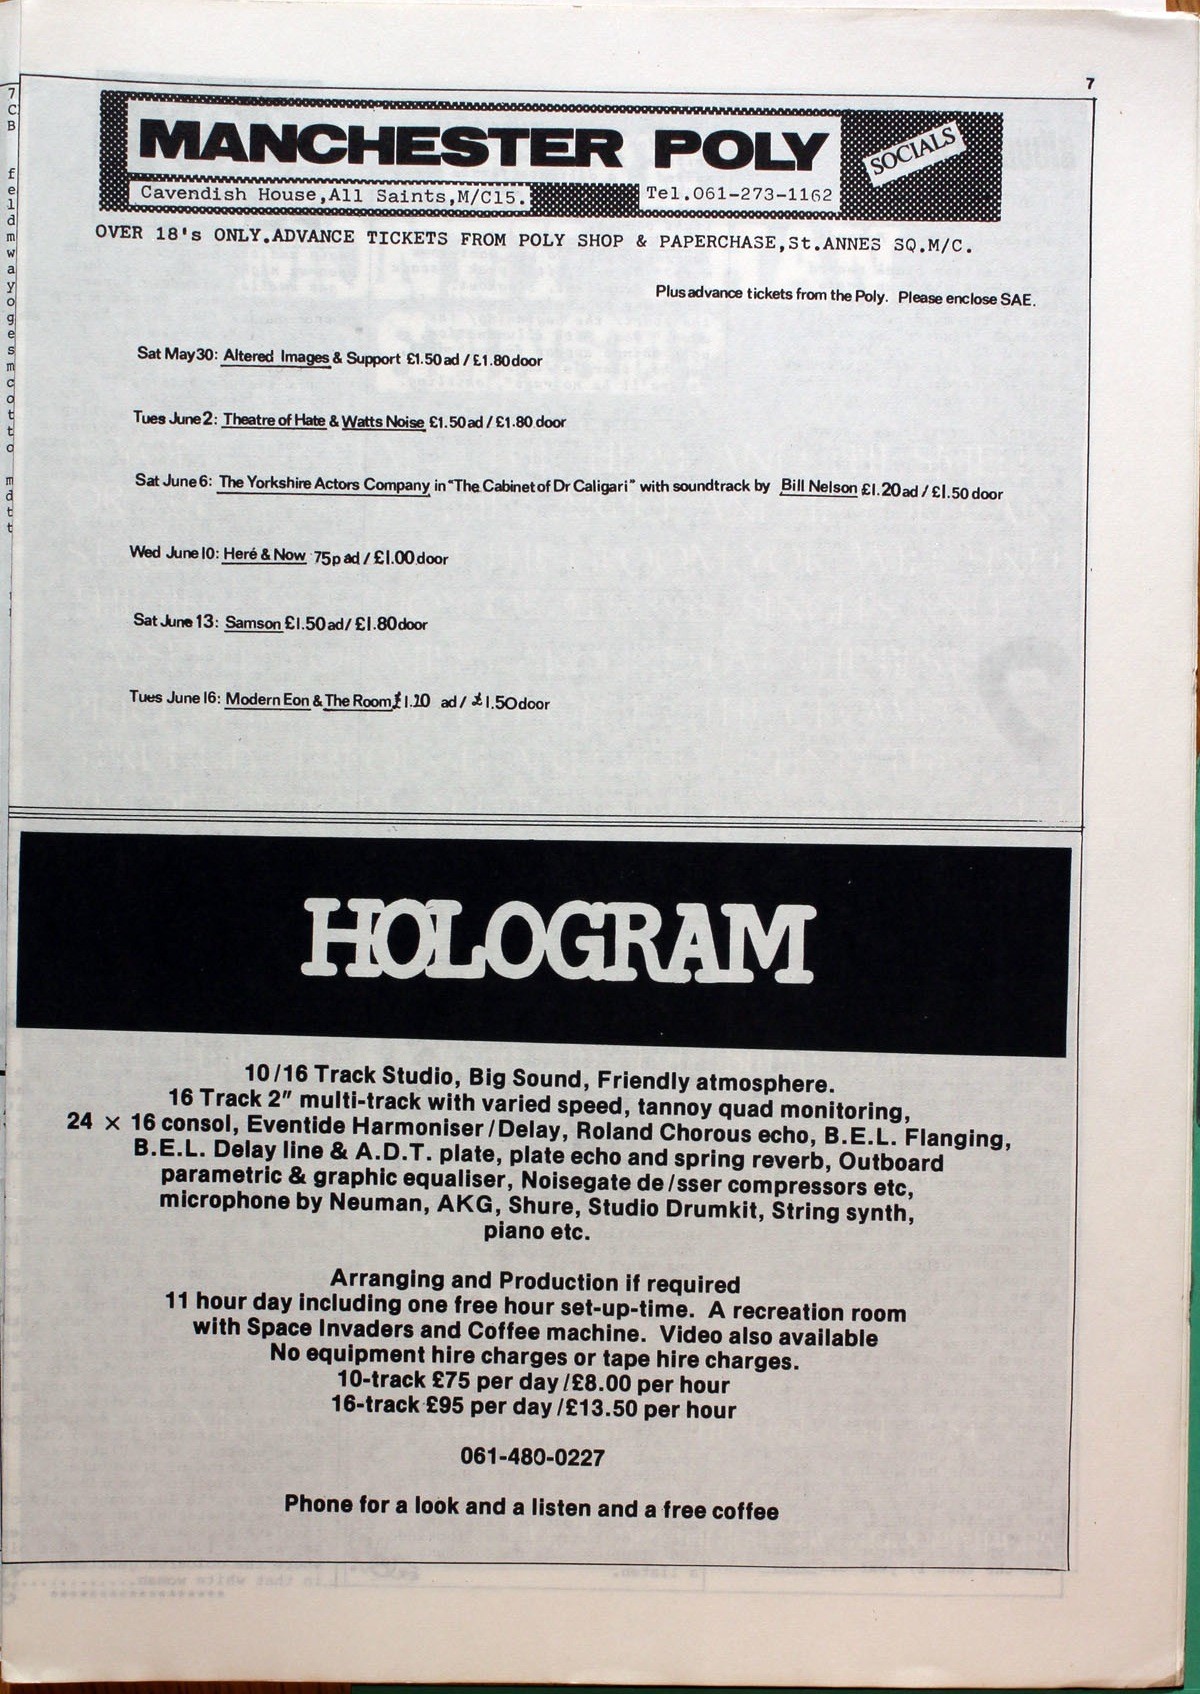 7
MANCHESTER POLY
SOCIALS
Cavendish House,All Saints,M/C15.
Tel.061-273-1162
OVER 18's ONLY.ADVANCE TICKETS FROM POLY SHOP & PAPERCHASE,St.ANNES SQ.M/C.
Plus advance tickets from the Poly. Please enclose SAE.
Sat May 30: Altered Images & Support £1.50 ad / £1.80 door
Tues June 2: Theatre of Hate & Watts Noise £1.50 ad / £1.80 door
Sat June 6: The Yorkshire Actors Company in "The Cabinet of Dr Caligari" with soundtrack by Bill Nelson £1.20 ad / £1.50 door
Wed June 10: Heré & Now 75p ad / £1.00 door
Sat June 13: Samson £1.50 ad / £1.80 door
Tues June 16: Modern Eon & The Room £1.20 ad / £1.50 door
HOLOGRAM
10/16 Track Studio, Big Sound, Friendly atmosphere.
16 Track 2" multi-track with varied speed, tannoy quad monitoring,
24 × 16 consol, Eventide Harmoniser/Delay, Roland Chorous echo, B.E.L. Flanging,
B.E.L. Delay line & A.D.T. plate, plate echo and spring reverb, Outboard
parametric & graphic equaliser, Noisegate de/sser compressors etc,
microphone by Neuman, AKG, Shure, Studio Drumkit, String synth,
piano etc.
Arranging and Production if required
11 hour day including one free hour set-up-time. A recreation room
with Space Invaders and Coffee machine. Video also available
No equipment hire charges or tape hire charges.
10-track £75 per day/£8.00 per hour
16-track £95 per day/£13.50 per hour
061-480-0227
Phone for a look and a listen and a free coffee